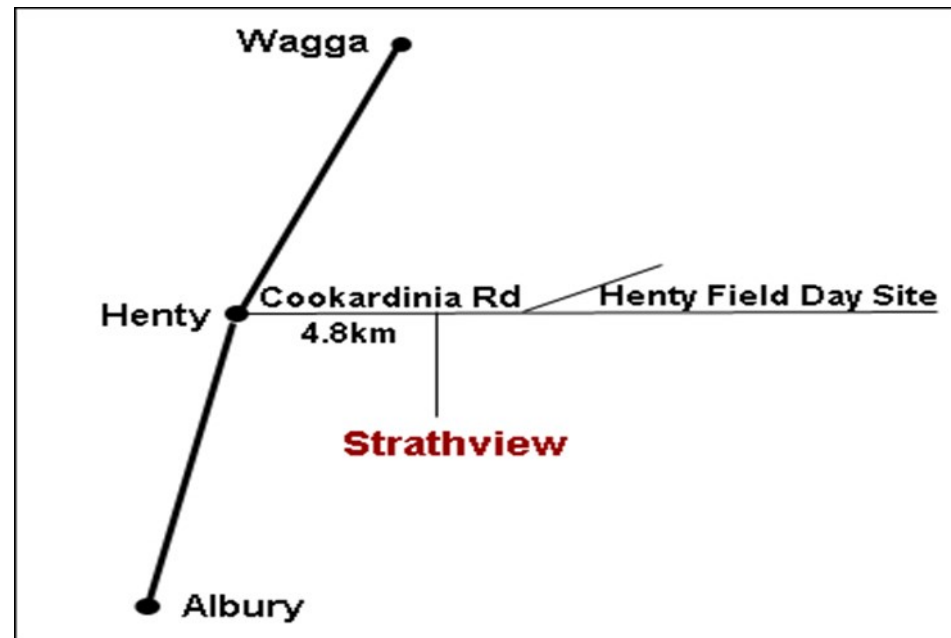 Wagga
Cookardinia Rd
Henty Field Day Site
Henty
4.8km
Strathview
Albury